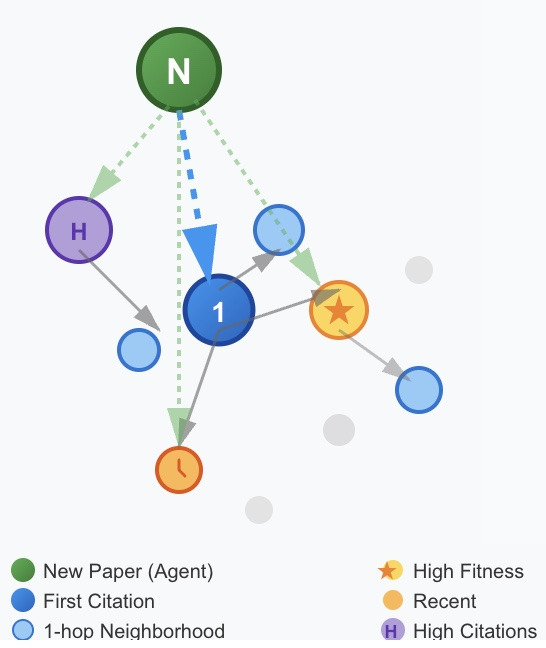 N
H
1
New Paper (Agent)
High Fitness
First Citation
Recent
1-hop Neighborhood
H High Citations